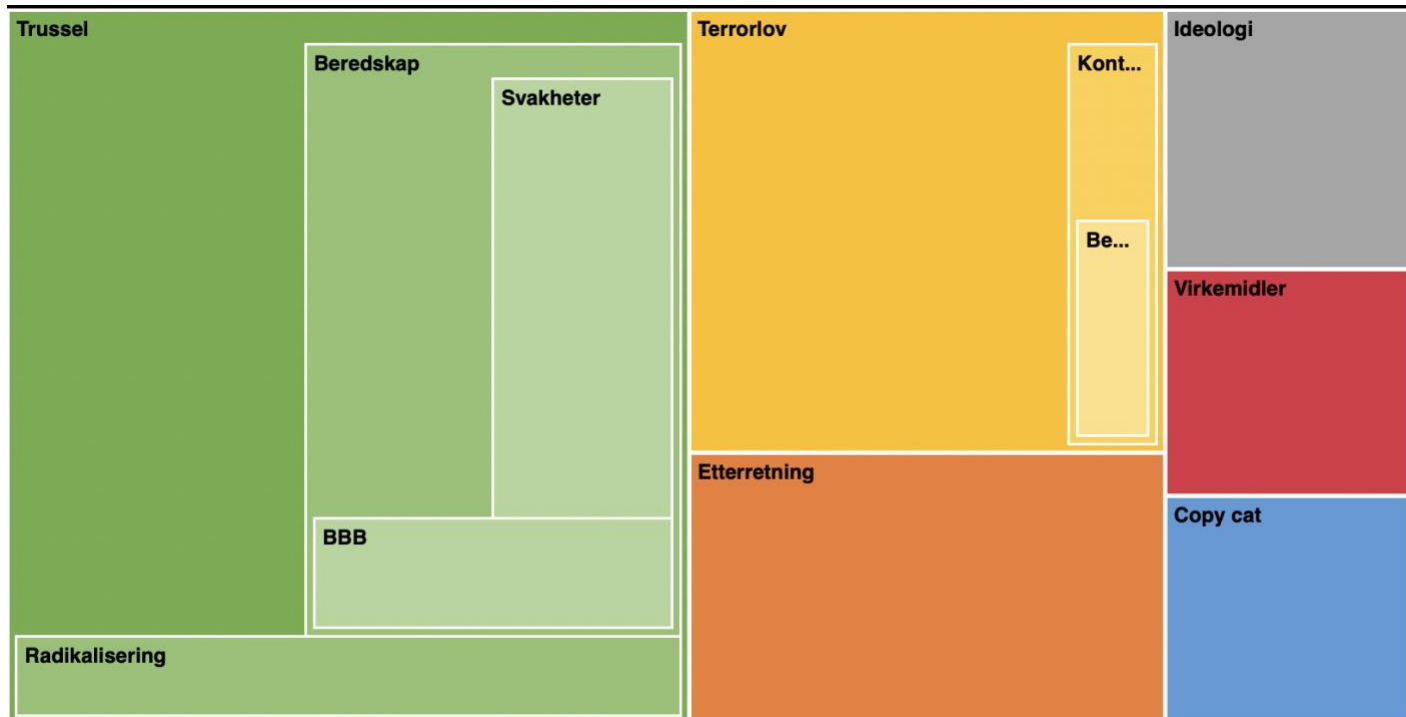 Trussel
Beredskap
Svakheter
BBB
Radikalisering
Terrorlov
Kont...
Be...
Etterretning
Ideologi
Virkemidler
Copy cat